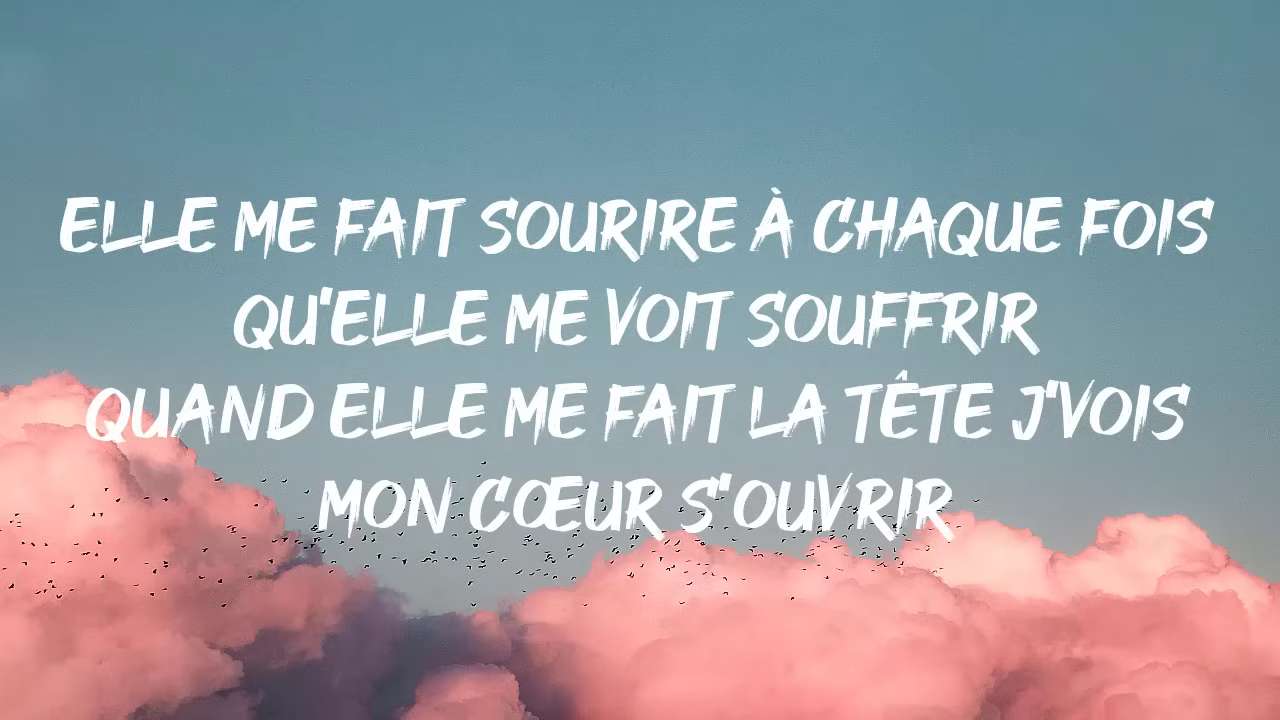 ELLE ME FAIT SOURIRE À CHAQUE FOIS
QU'ELLE ME VOIT SOUFFRIR
QUAND ELLE ME FAIT LA TÊTE J'VOIS
MON CŒUR S'OUVRIR